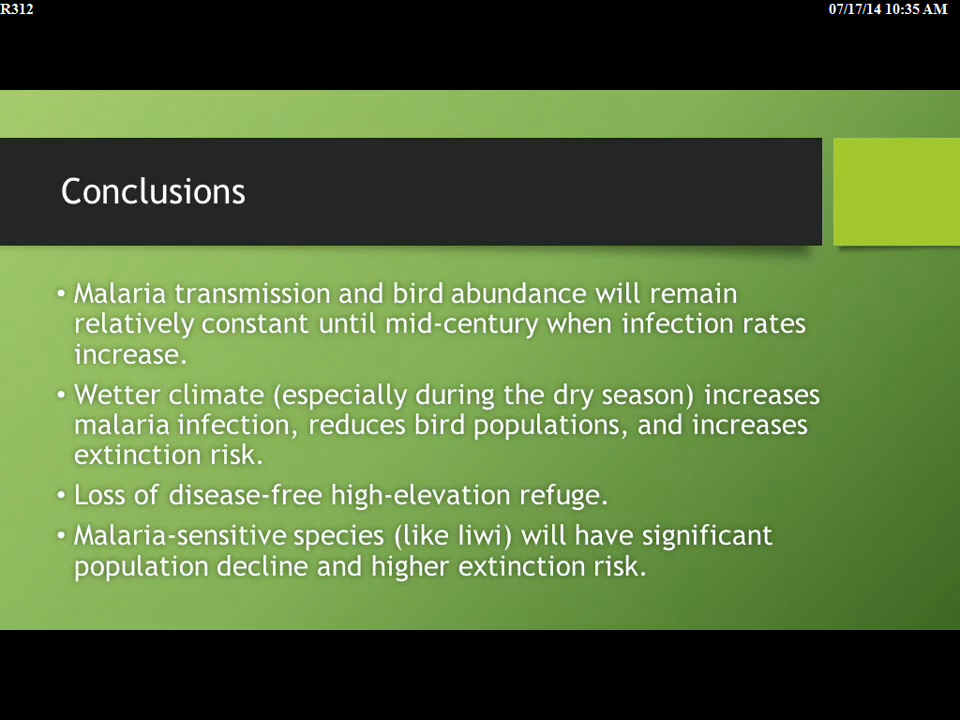 R312
07/17/14 10:35 AM
Conclusions
• Malaria transmission and bird abundance will remain
relatively constant until mid-century when infection rates
increase.
• Wetter climate (especially during the dry season) increases
malaria infection, reduces bird populations, and increases
extinction risk.
• Loss of disease-free high-elevation refuge.
• Malaria-sensitive species (like Iiwi) will have significant
population decline and higher extinction risk.